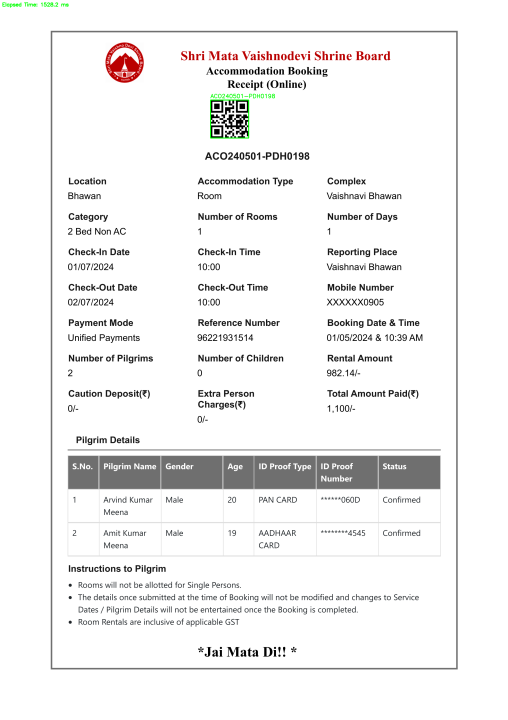 Elapsed Time: 1528.2 ms
Shri Mata Vaishnodevi Shrine Board
Accommodation Booking
Receipt (Online)
ACO240501-PDH0198
ACO240501-PDH0198
Location Accommodation Type Complex
Bhawan Room Vaishnavi Bhawan
Category Number of Rooms Number of Days
2 Bed Non AC 1 1
Check-In Date Check-In Time Reporting Place
01/07/2024 10:00 Vaishnavi Bhawan
Check-Out Date Check-Out Time Mobile Number
02/07/2024 10:00 XXXXXX0905
Payment Mode Reference Number Booking Date & Time
Unified Payments 96221931514 01/05/2024 & 10:39 AM
Number of Pilgrims Number of Children Rental Amount
2 0 982.14/-
Caution Deposit(₹) Extra Person Charges(₹) Total Amount Paid(₹)
0/- 0/- 1,100/-
Pilgrim Details
S.No. Pilgrim Name Gender Age ID Proof Type ID Proof Number Status
1 Arvind Kumar Meena Male 20 PAN CARD ******060D Confirmed
2 Amit Kumar Meena Male 19 AADHAAR CARD ********4545 Confirmed
Instructions to Pilgrim
• Rooms will not be allotted for Single Persons.
• The details once submitted at the time of Booking will not be modified and changes to Service
Dates / Pilgrim Details will not be entertained once the Booking is completed.
• Room Rentals are inclusive of applicable GST
*Jai Mata Di!! *